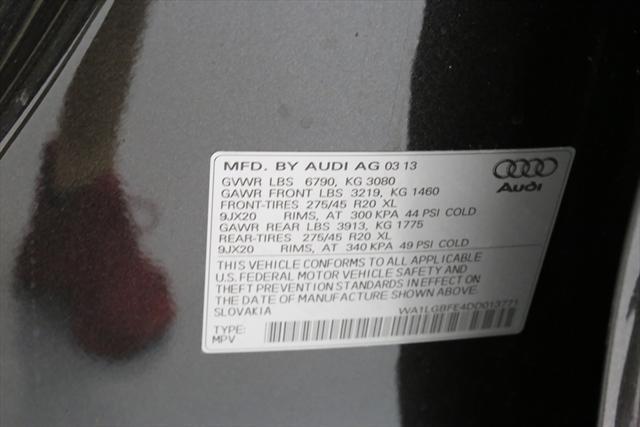 MFD. BY AUDI AG 03 13
GVWR LBS 6790, KG 3080
GAWR FRONT LBS 3219, KG 1460
FRONT-TIRES 275/45 R20 XL
9JX20 RIMS, AT 300 KPA 44 PSI COLD
GAWR REAR LBS 3913, KG 1775
REAR-TIRES 275/45 R20 XL
9JX20 RIMS, AT 340 KPA 49 PSI COLD
THIS VEHICLE CONFORMS TO ALL APPLICABLE
U.S. FEDERAL MOTOR VEHICLE SAFETY AND
THEFT PREVENTION STANDARDS IN EFFECT ON
THE DATE OF MANUFACTURE SHOWN ABOVE.
SLOVAKIA
WA1LGBFE4DD013771
TYPE:
MPV
Audi